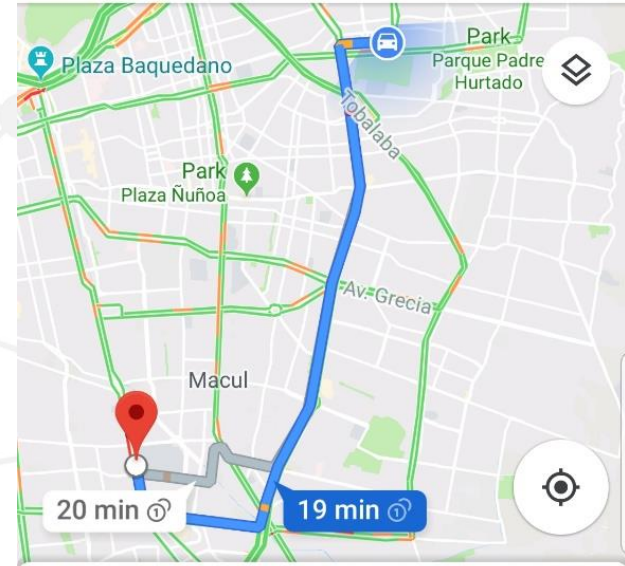 Plaza Baquedano
Park
Parque Padre
Hurtado
Tobalaba
Park
Plaza Ñuñoa
Av. Grecia
Macul
20 min
19 min